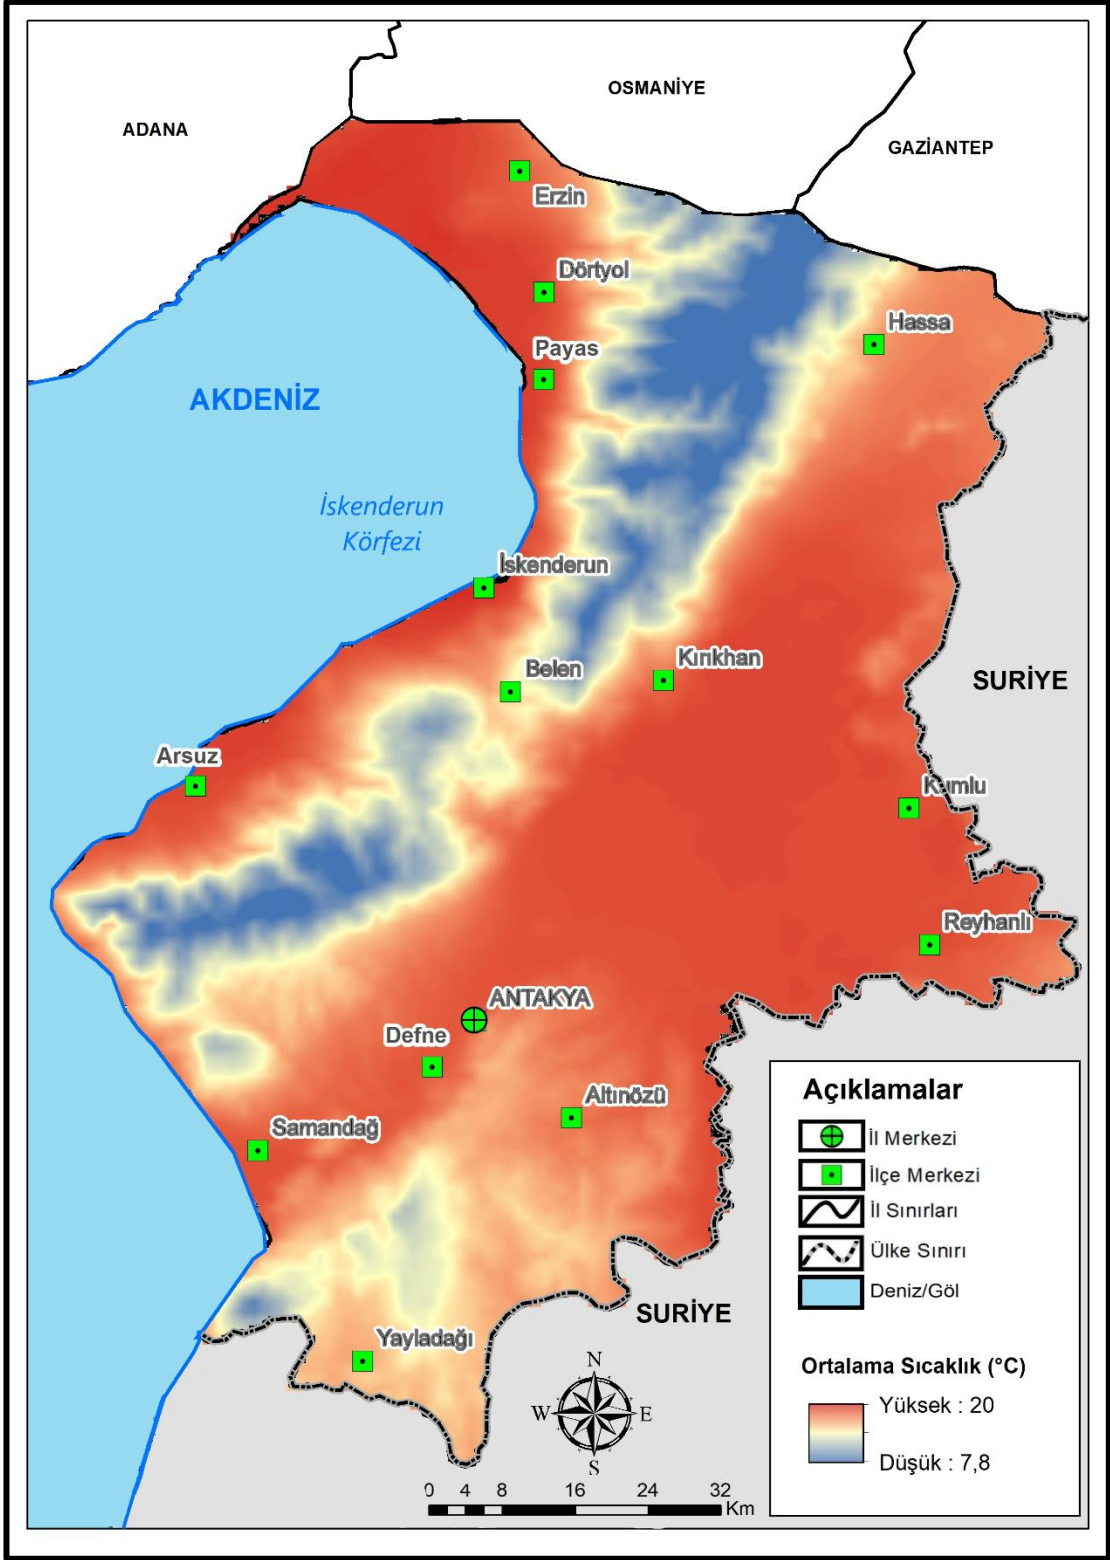 OSMANİYE
ADANA
GAZİANTEP
Erzin
Dörtyol
Hassa
Payas
AKDENİZ
İskenderun
Körfezi
İskenderun
Belen
Kırıkhan
SURİYE
Arsuz
Kumlu
Reyhanlı
ANTAKYA
Defne
Altınözü
Samandağ
SURİYE
Yayladağı
Açıklamalar
İl Merkezi
İlçe Merkezi
İl Sınırları
Ülke Sınırı
Deniz/Göl
Ortalama Sıcaklık (°C)
Yüksek : 20
Düşük : 7,8
N
W E
S
0 4 8 16 24 32
Km